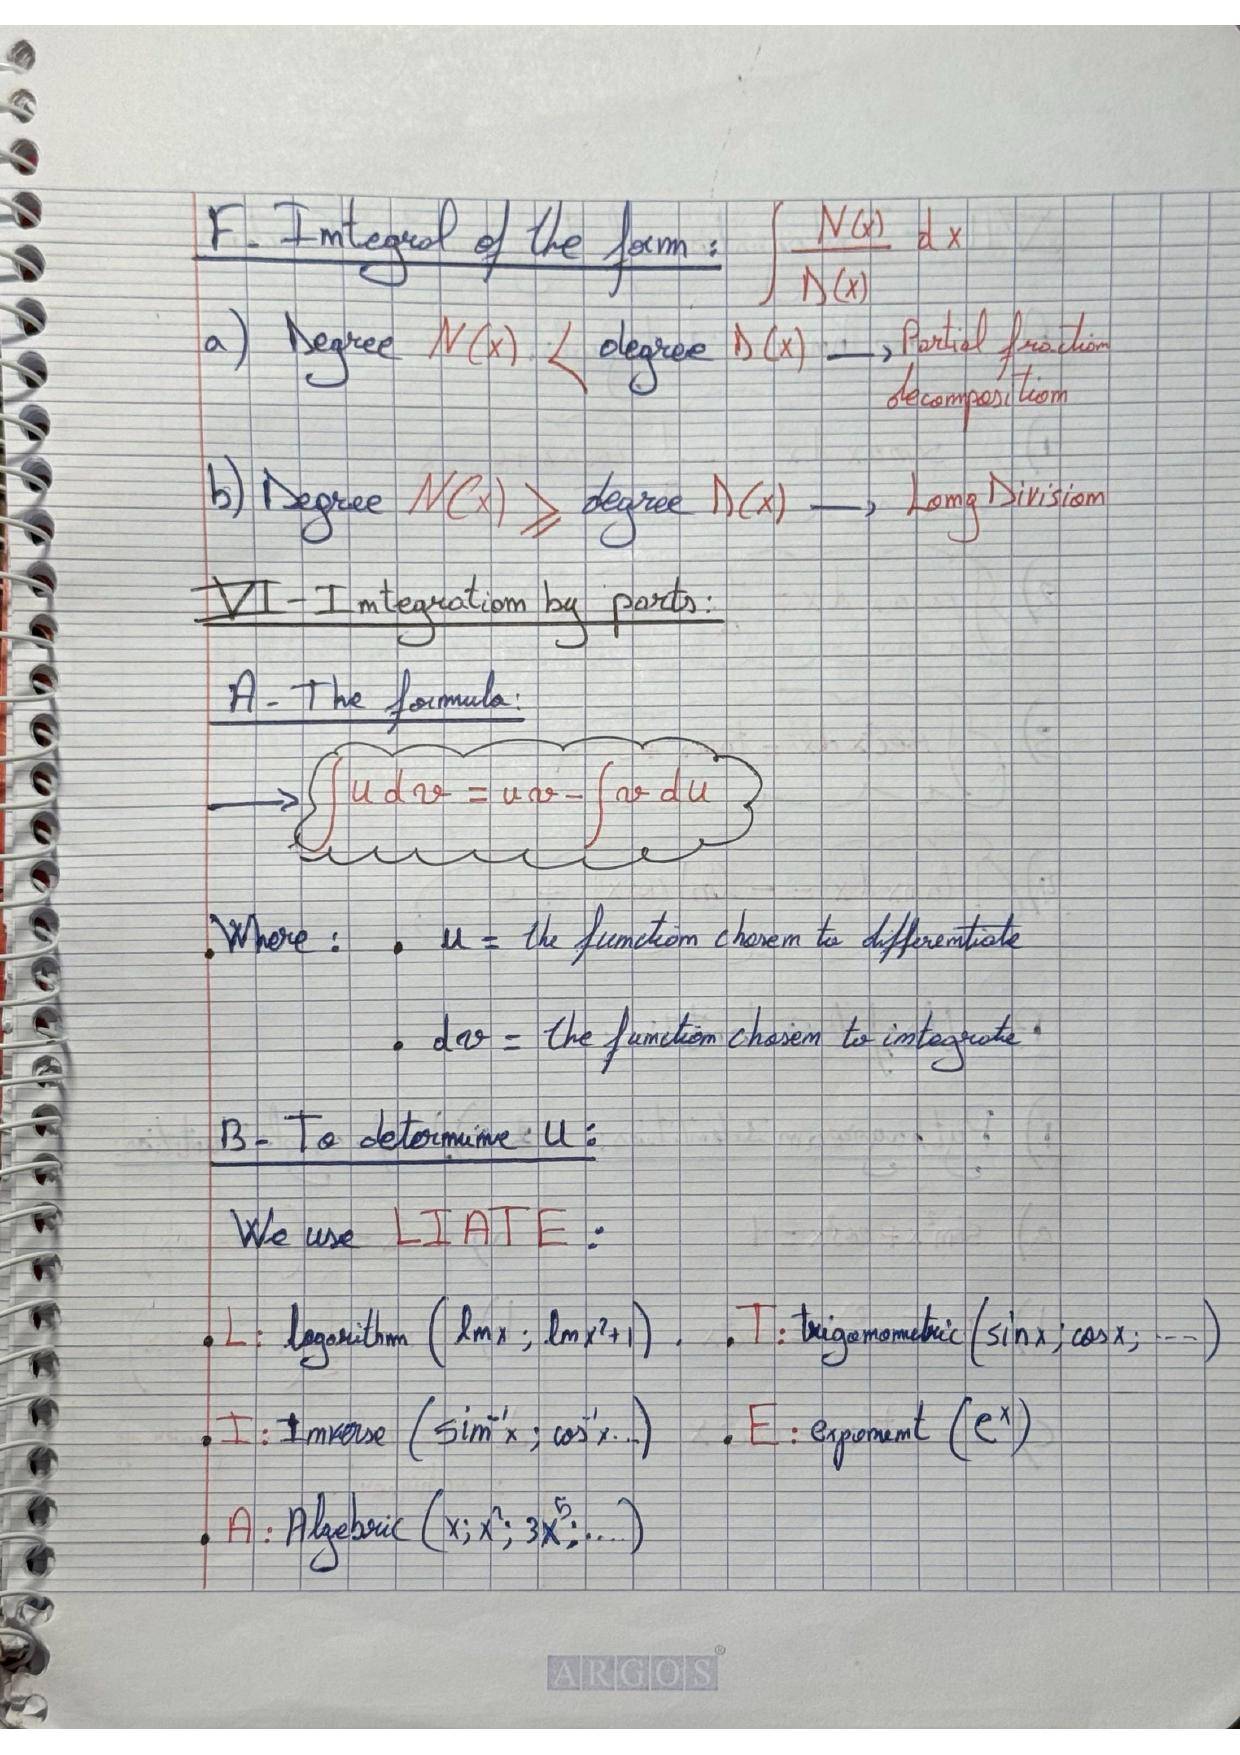 F- Integral of the form : ∫ N(x)/D(x) dx
a) Degree N(x) < degree D(x) → Partial fraction
decomposition
b) Degree N(x) ⩾ degree D(x) → Long Division
VI- Integration by parts:
A- The formula:
→ ∫ u dv = uv - ∫ v du
. Where : • u = the function chosen to differentiate
• dv = the function chosen to integrate.
B- To determine u :
We use LIATE :
• L: logarithm (ln x ; ln x²+1) . • T: trigonometric (sin x ; cos x ; ....)
• I: Inverse (sin⁻¹x ; cos⁻¹x...) • E: exponent (eˣ)
• A: Algebric (x; x²; 3x⁵; ....)
ARGOS®